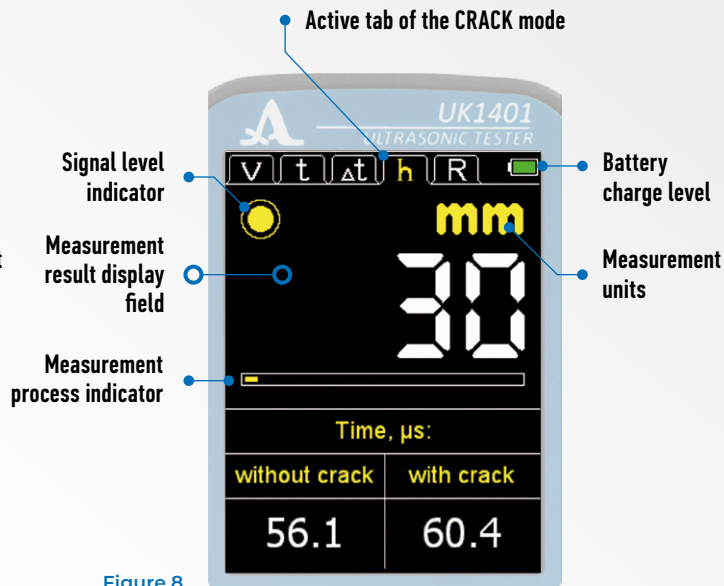 Active tab of the CRACK mode
UK1401
ULTRASONIC TESTER
V t Δt h R
Signal level
indicator
Battery
charge level
mm
Measurement
result display
field
30
Measurement
units
Measurement
process indicator
Time, µs:
without crack with crack
56.1 60.4
Figure 8